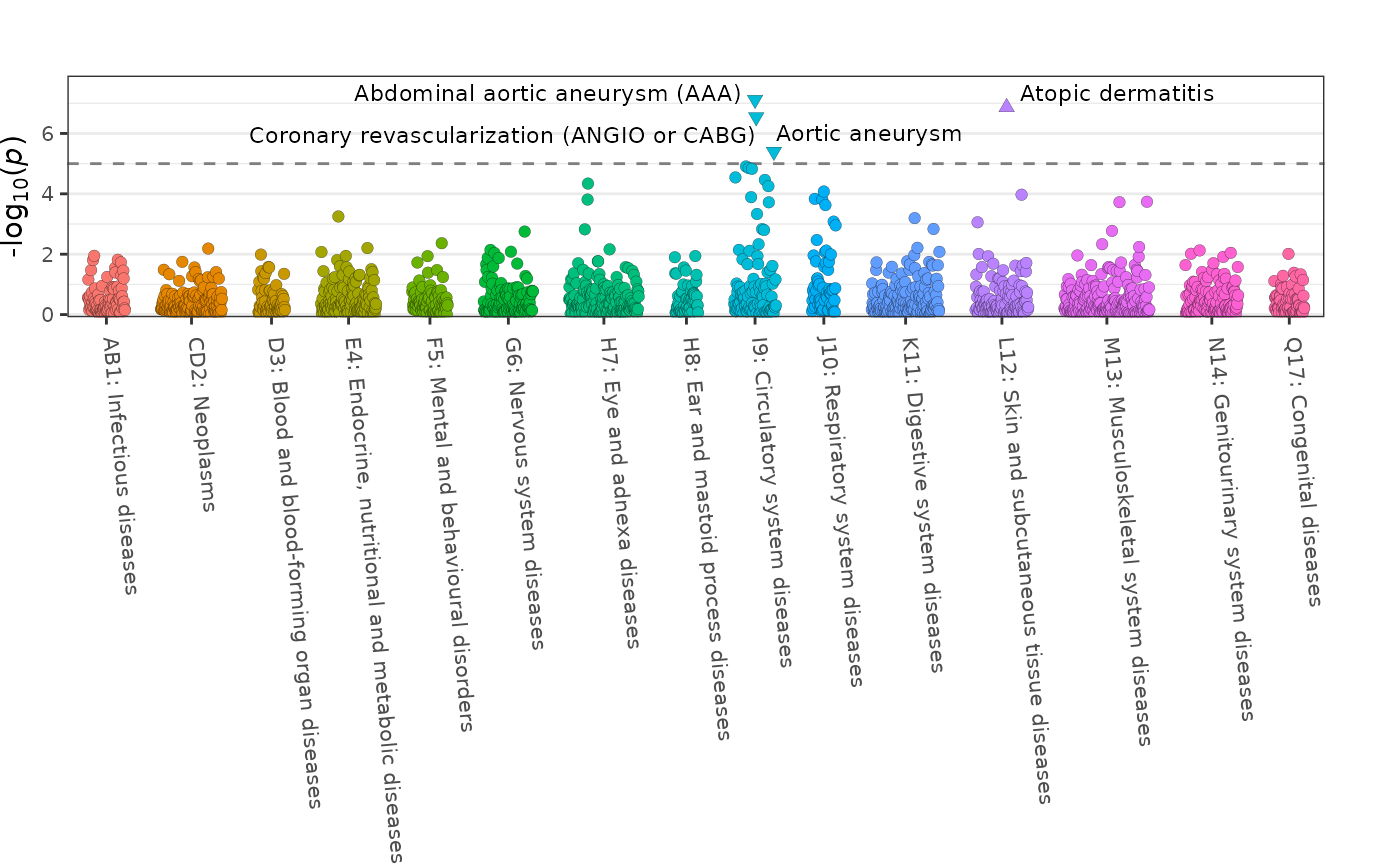 Abdominal aortic aneurysm (AAA)
Atopic dermatitis
Coronary revascularization (ANGIO or CABG)
Aortic aneurysm
-log10(p)
6
4
2
0
AB1: Infectious diseases
CD2: Neoplasms
D3: Blood and blood-forming organ diseases
E4: Endocrine, nutritional and metabolic diseases
F5: Mental and behavioural disorders
G6: Nervous system diseases
H7: Eye and adnexa diseases
H8: Ear and mastoid process diseases
I9: Circulatory system diseases
J10: Respiratory system diseases
K11: Digestive system diseases
L12: Skin and subcutaneous tissue diseases
M13: Musculoskeletal system diseases
N14: Genitourinary system diseases
Q17: Congenital diseases